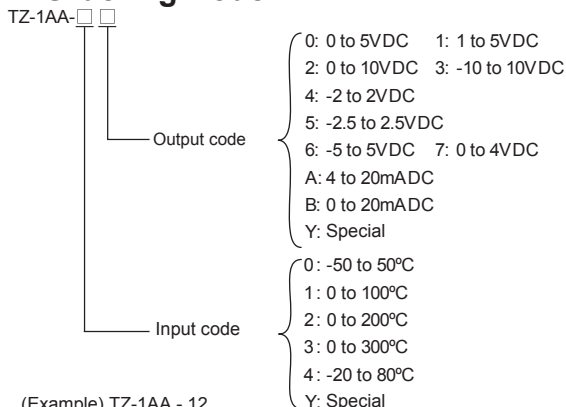 TZ-1AA-□ □
0: 0 to 5VDC 1: 1 to 5VDC
2: 0 to 10VDC 3: -10 to 10VDC
4: -2 to 2VDC
5: -2.5 to 2.5VDC
Output code
6: -5 to 5VDC 7: 0 to 4VDC
A: 4 to 20mADC
B: 0 to 20mADC
Y: Special
0: -50 to 50ºC
1: 0 to 100ºC
2: 0 to 200ºC
Input code
3: 0 to 300ºC
4: -20 to 80ºC
Y: Special
(Example) TZ-1AA - 12